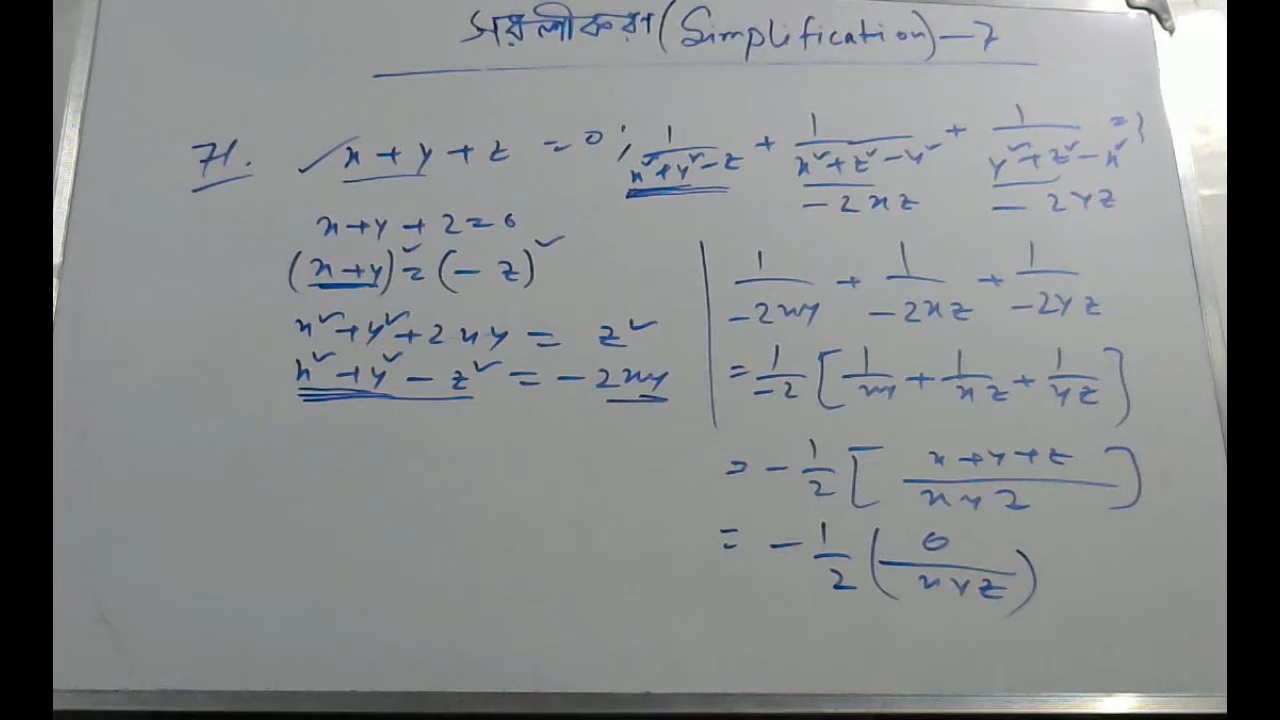 সরলীকরণ (Simplification) – 7
71. ✓ x + y + z = 0 ; 1/(x² + y² - z) + 1/(x² + z² - y²) + 1/(y² + z² - x²) = ?
- 2xz  - 2yz
x + y + z = 0
(x + y)² = (- z)²
x² + y² + 2xy = z²
x² + y² - z² = - 2xy
1/(-2xy) + 1/(-2xz) + 1/(-2yz)
= 1/-2 [1/xy + 1/xz + 1/yz]
= - 1/2 [(x + y + z)/(xyz)]
= - 1/2 (0/(xyz))